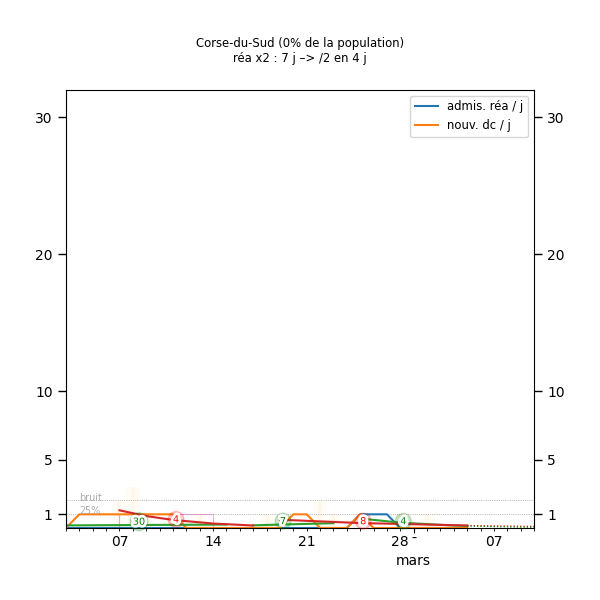 Corse-du-Sud (0% de la population)
réa x2 : 7 j –> /2 en 4 j
admis. réa / j
nouv. dc / j
30 30
20 20
10 10
5 5
bruit
25%
1 1
30 4 7 8 4
07 14 21 28 07
mars